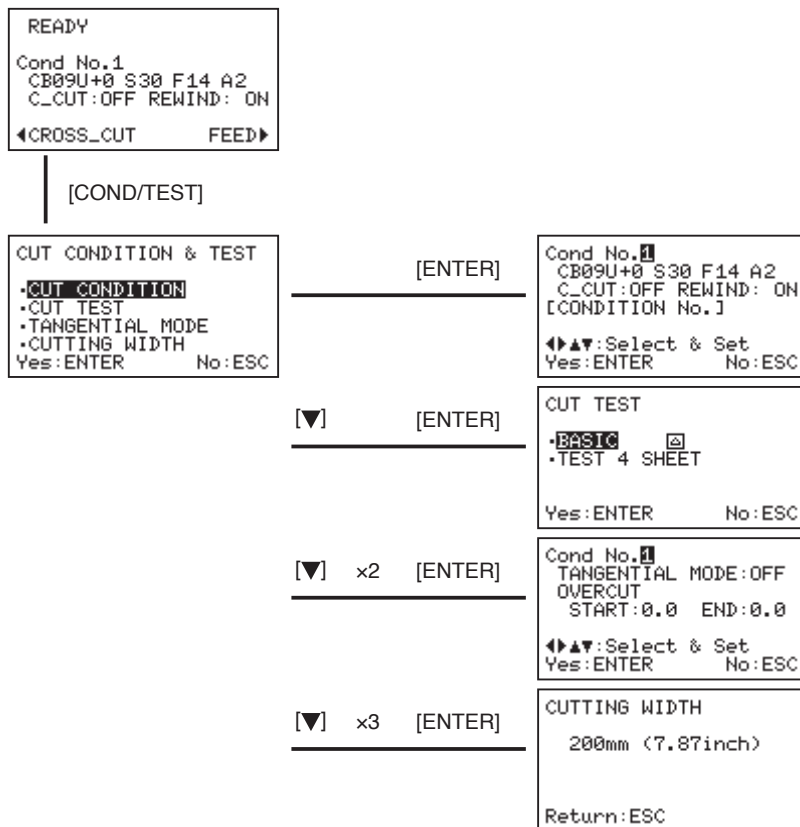 READY
Cond No.1
CB09U+0 S30 F14 A2
C_CUT:OFF REWIND: ON
◀CROSS_CUT FEED▶
[COND/TEST]
CUT CONDITION & TEST
・CUT CONDITION
・CUT TEST
・TANGENTIAL MODE
・CUTTING WIDTH
Yes:ENTER No:ESC
[ENTER]
Cond No.1
CB09U+0 S30 F14 A2
C_CUT:OFF REWIND: ON
[CONDITION No.]
◀▶▲▼:Select & Set
Yes:ENTER No:ESC
[▼] [ENTER]
CUT TEST
・BASIC
・TEST 4 SHEET
Yes:ENTER No:ESC
[▼] ×2 [ENTER]
Cond No.1
TANGENTIAL MODE:OFF
OVERCUT
START:0.0 END:0.0
◀▶▲▼:Select & Set
Yes:ENTER No:ESC
[▼] ×3 [ENTER]
CUTTING WIDTH
200mm (7.87inch)
Return:ESC